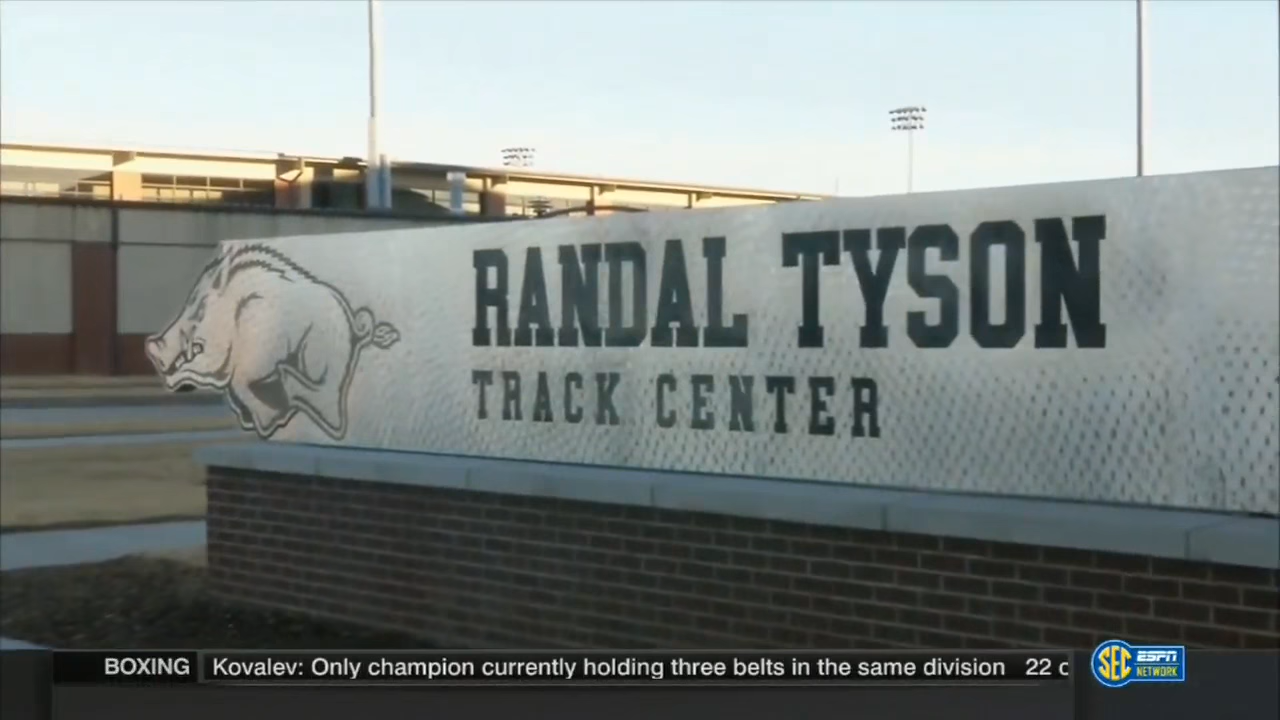 RANDAL TYSON
TRACK CENTER
BOXING
Kovalev: Only champion currently holding three belts in the same division 22
SEC ESPN
NETWORK